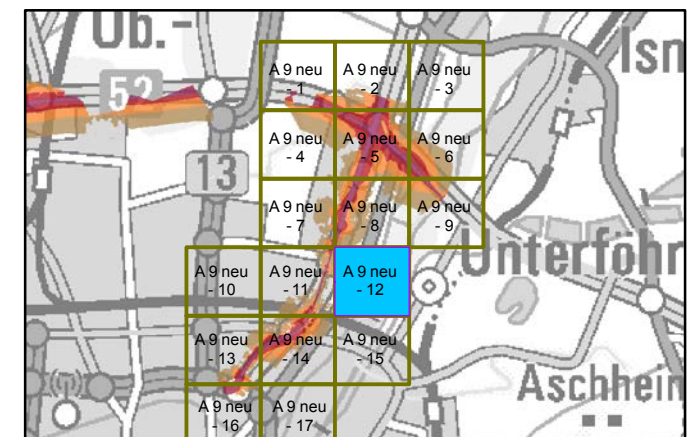 Ob.-
Isn
52
A 9 neu
- 1
A 9 neu
- 2
A 9 neu
- 3
A 9 neu
- 4
A 9 neu
- 5
A 9 neu
- 6
13
A 9 neu
- 7
A 9 neu
- 8
A 9 neu
- 9
Unterföhr
A 9 neu
- 10
A 9 neu
- 11
A 9 neu
- 12
A 9 neu
- 13
A 9 neu
- 14
A 9 neu
- 15
Aschhein
A 9 neu
- 16
A 9 neu
- 17